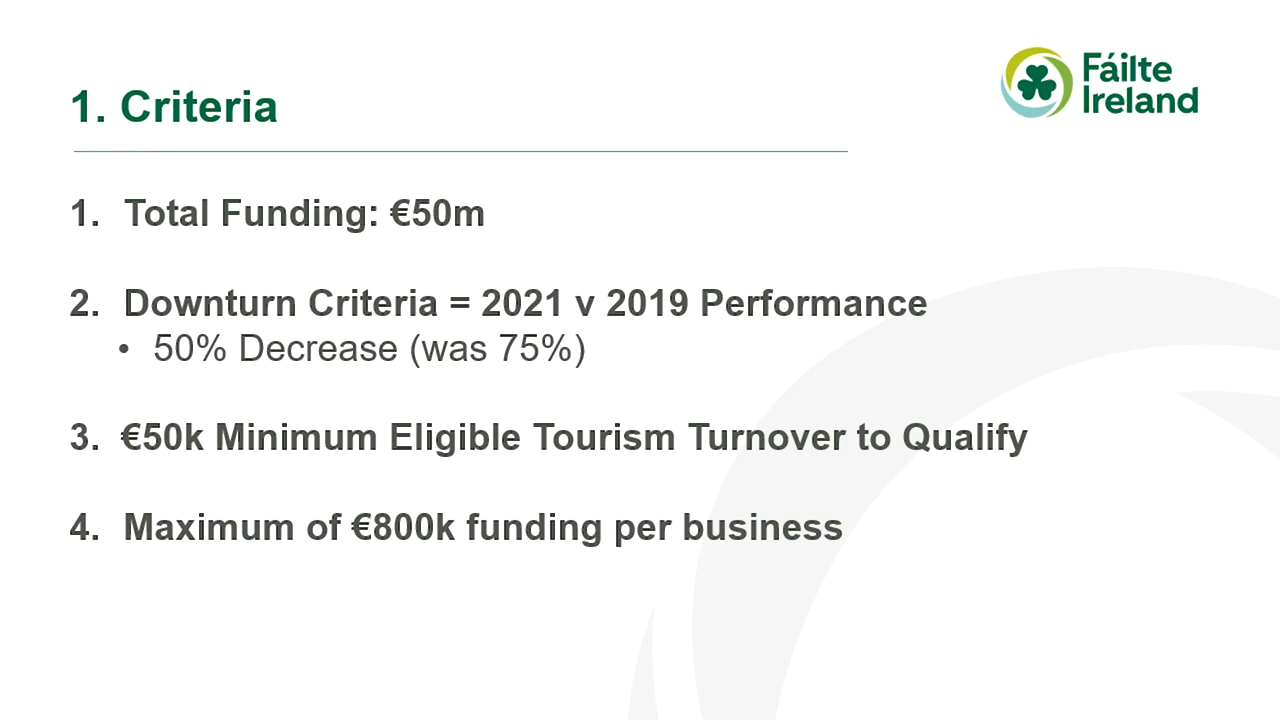 1. Criteria
Fáilte
Ireland
1. Total Funding: €50m
2. Downturn Criteria = 2021 v 2019 Performance
• 50% Decrease (was 75%)
3. €50k Minimum Eligible Tourism Turnover to Qualify
4. Maximum of €800k funding per business